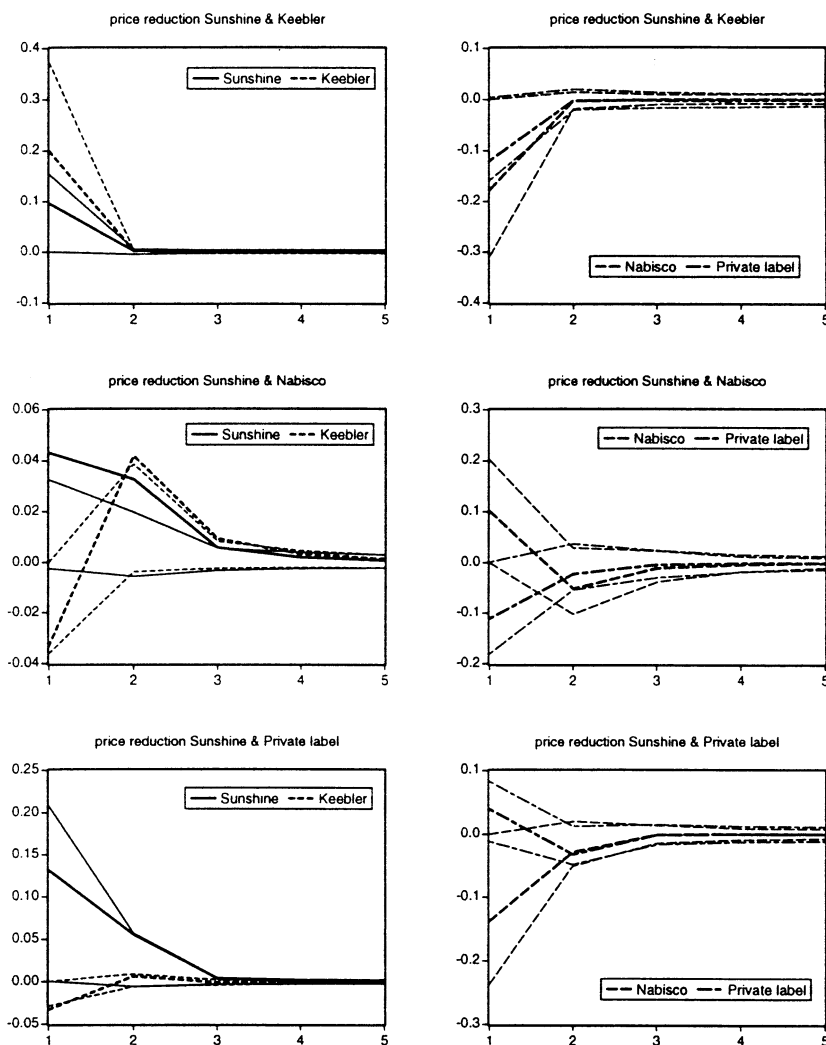 price reduction Sunshine & Keebler
0.4
0.3
0.2
0.1
0.0
-0.1
Sunshine
Keebler
1 2 3 4 5
price reduction Sunshine & Keebler
0.1
0.0
-0.1
-0.2
-0.3
-0.4
Nabisco
Private label
1 2 3 4 5
price reduction Sunshine & Nabisco
0.06
0.04
0.02
0.00
-0.02
-0.04
Sunshine
Keebler
1 2 3 4 5
price reduction Sunshine & Nabisco
0.3
0.2
0.1
0.0
-0.1
-0.2
Nabisco
Private label
1 2 3 4 5
price reduction Sunshine & Private label
0.25
0.20
0.15
0.10
0.05
0.00
-0.05
Sunshine
Keebler
1 2 3 4 5
price reduction Sunshine & Private label
0.1
0.0
-0.1
-0.2
-0.3
Nabisco
Private label
1 2 3 4 5